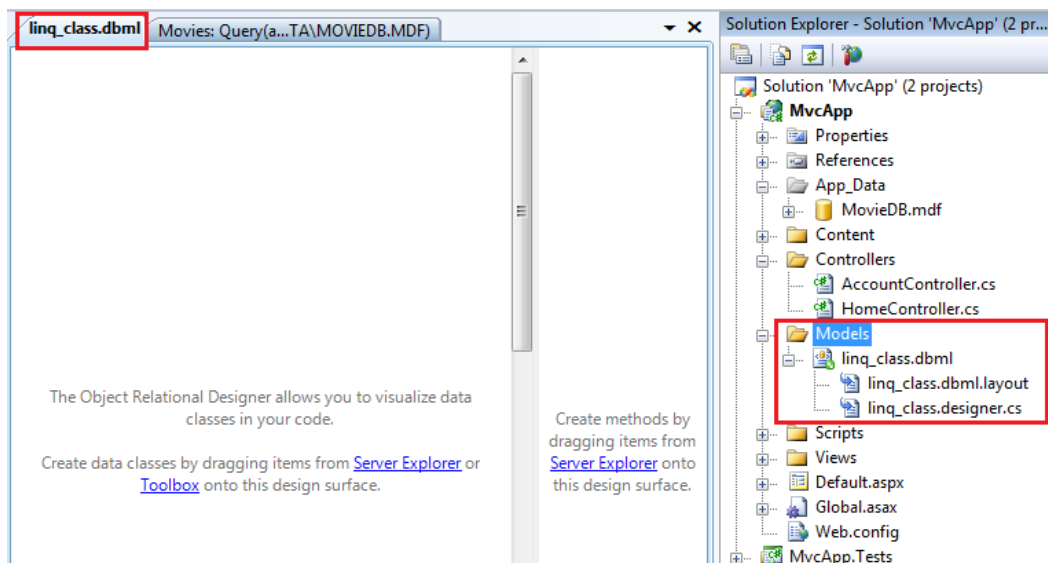 linq_class.dbml
Movies: Query(a...TA\MOVIEDB.MDF)
The Object Relational Designer allows you to visualize data
classes in your code.
Create data classes by dragging items from Server Explorer or
Toolbox onto this design surface.
Create methods by
dragging items from
Server Explorer onto
this design surface.
Solution Explorer - Solution 'MvcApp' (2 pr...
Solution 'MvcApp' (2 projects)
MvcApp
Properties
References
App_Data
MovieDB.mdf
Content
Controllers
AccountController.cs
HomeController.cs
Models
linq_class.dbml
linq_class.dbml.layout
linq_class.designer.cs
Scripts
Views
Default.aspx
Global.asax
Web.config
MvcApp.Tests